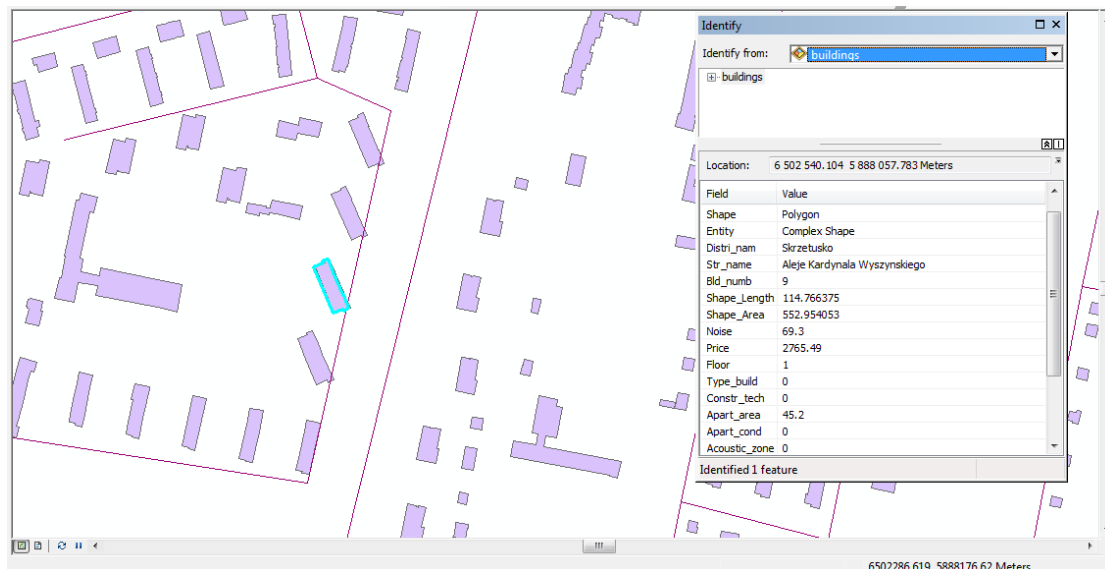 Identify
Identify from: buildings
buildings
Location: 6 502 540.104 5 888 057.783 Meters
Field Value
Shape Polygon
Entity Complex Shape
Distri_nam Skrzetusko
Str_name Aleje Kardynala Wyszynskiego
Bld_numb 9
Shape_Length 114.766375
Shape_Area 552.954053
Noise 69.3
Price 2765.49
Floor 1
Type_build 0
Constr_tech 0
Apart_area 45.2
Apart_cond 0
Acoustic_zone 0
Identified 1 feature
6502286.619 5888176.62 Meters